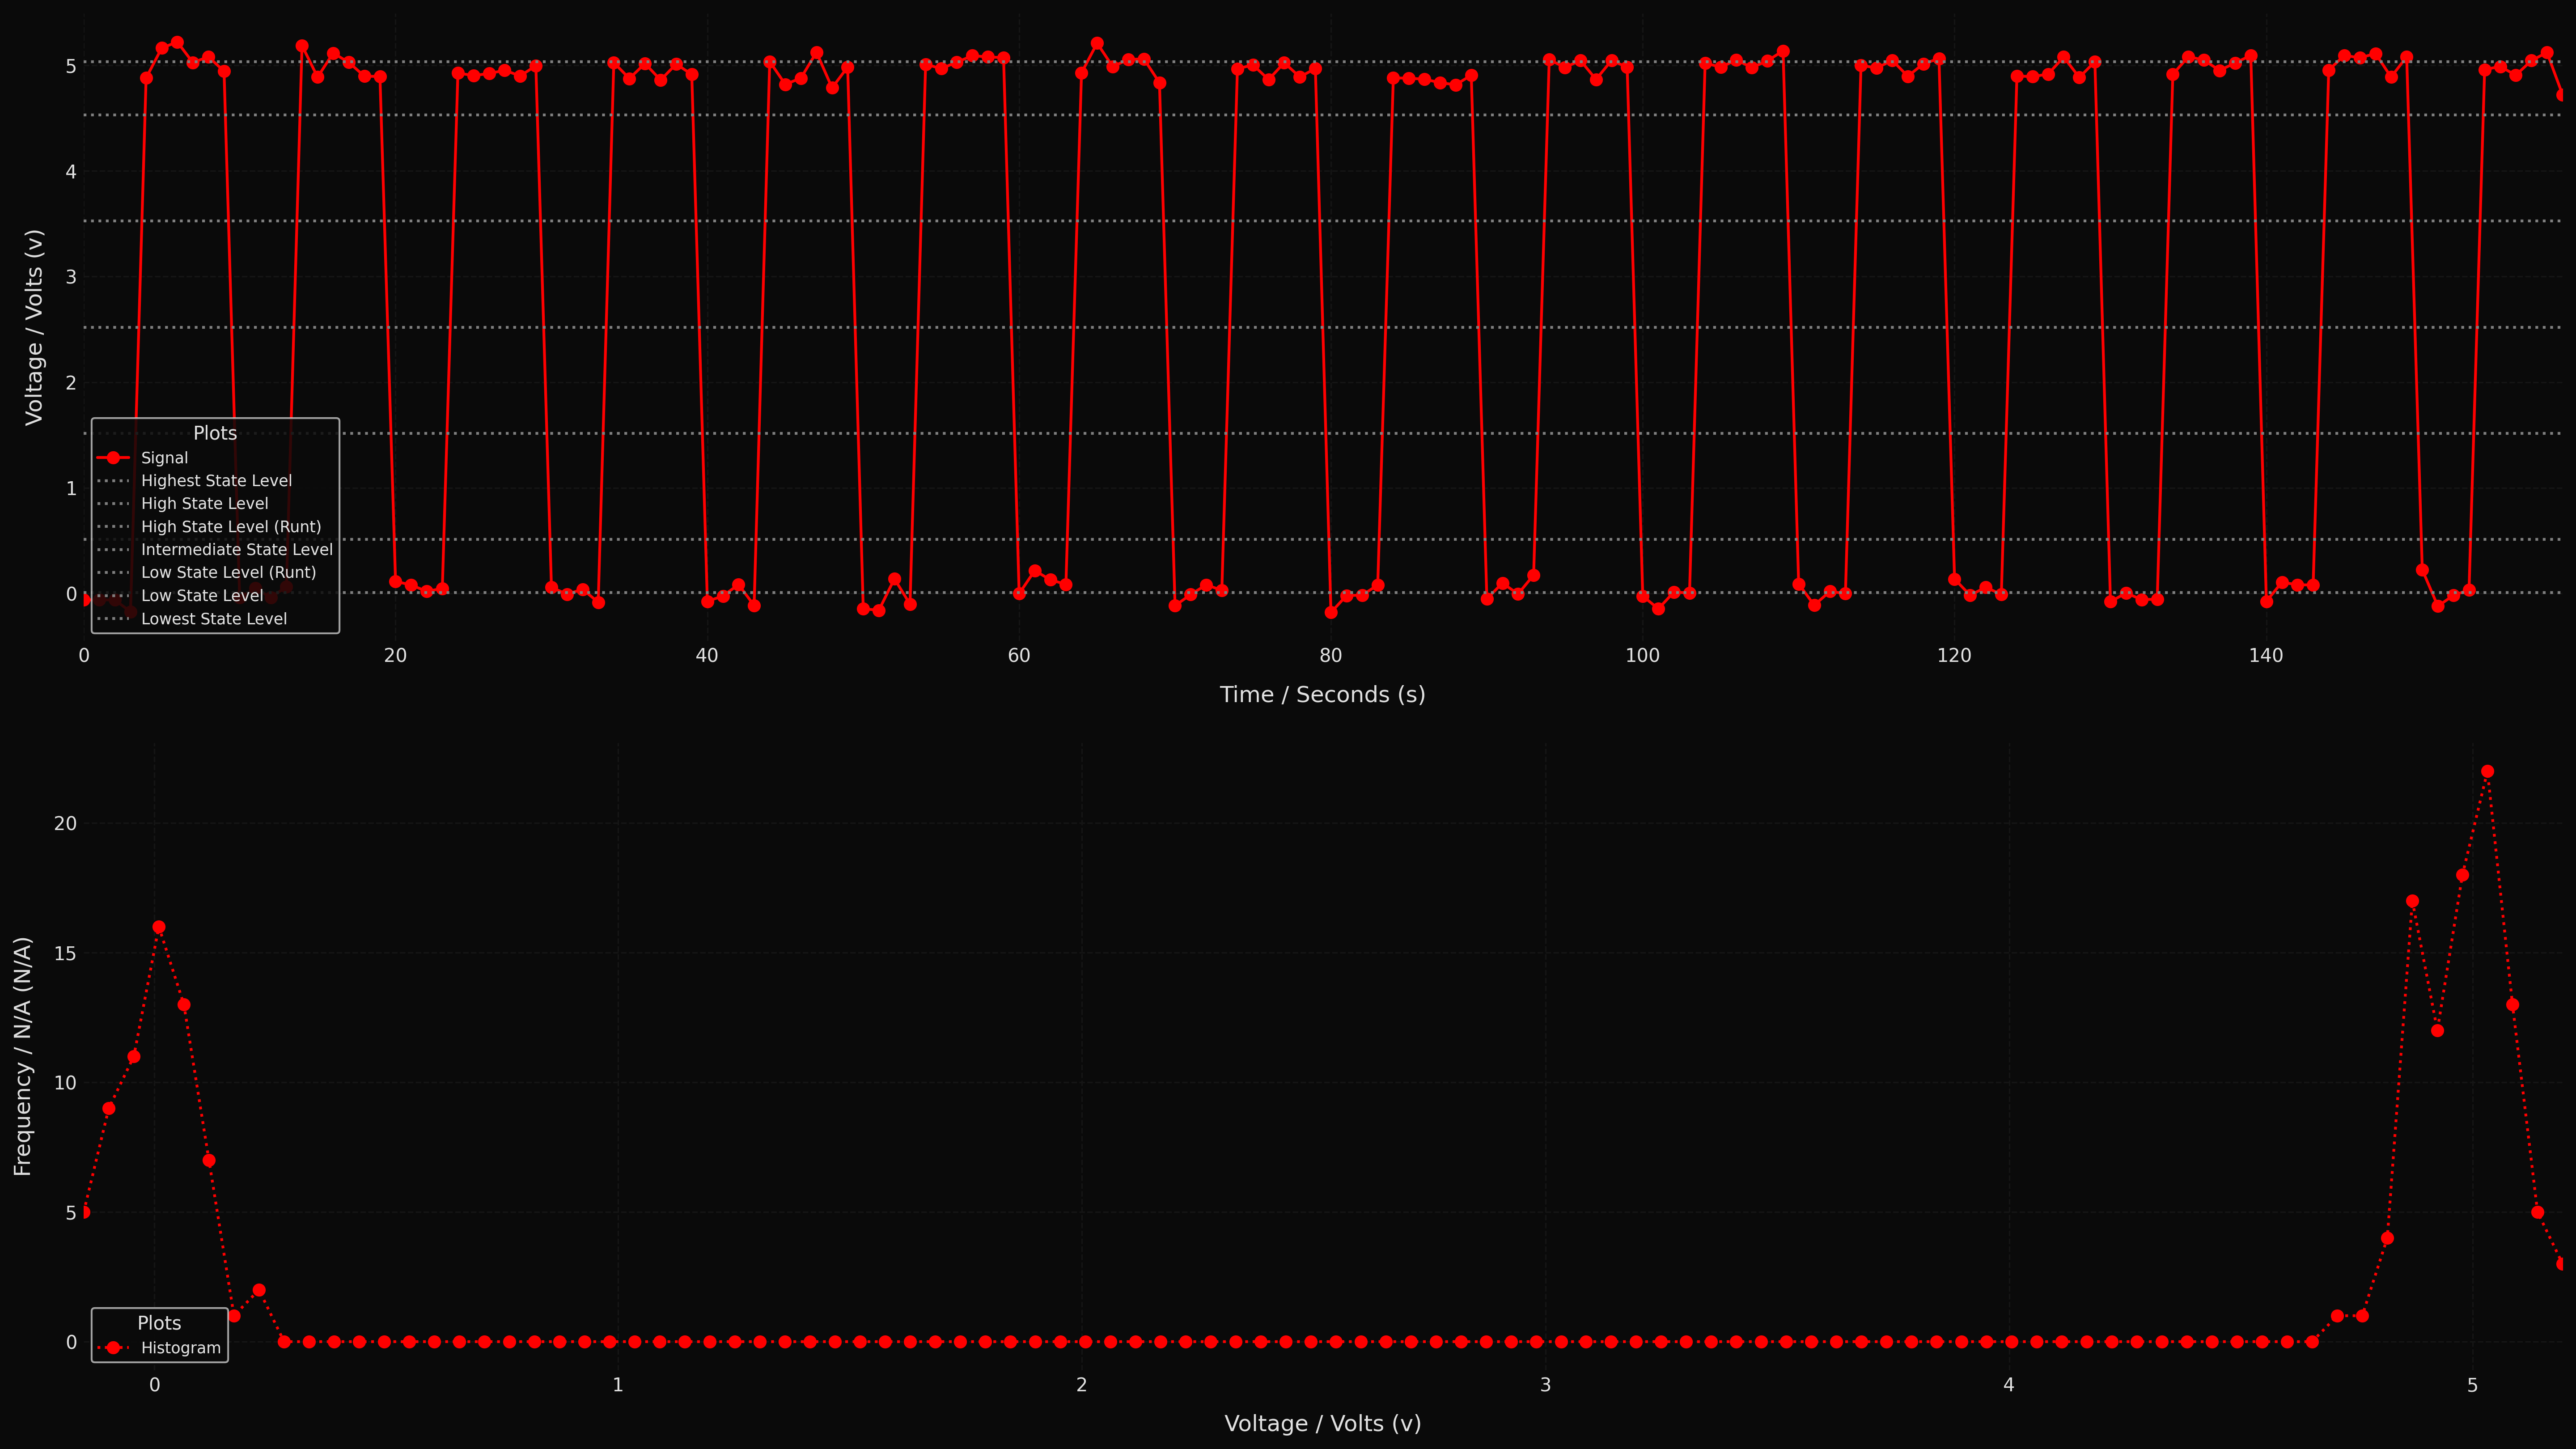 5
4
3
2
1
0
Voltage / Volts (v)
Plots
Signal
Highest State Level
High State Level
High State Level (Runt)
Intermediate State Level
Low State Level (Runt)
Low State Level
Lowest State Level
0 20 40 60 80 100 120 140
Time / Seconds (s)
20
15
10
5
0
Frequency / N/A (N/A)
Plots
Histogram
0 1 2 3 4 5
Voltage / Volts (v)